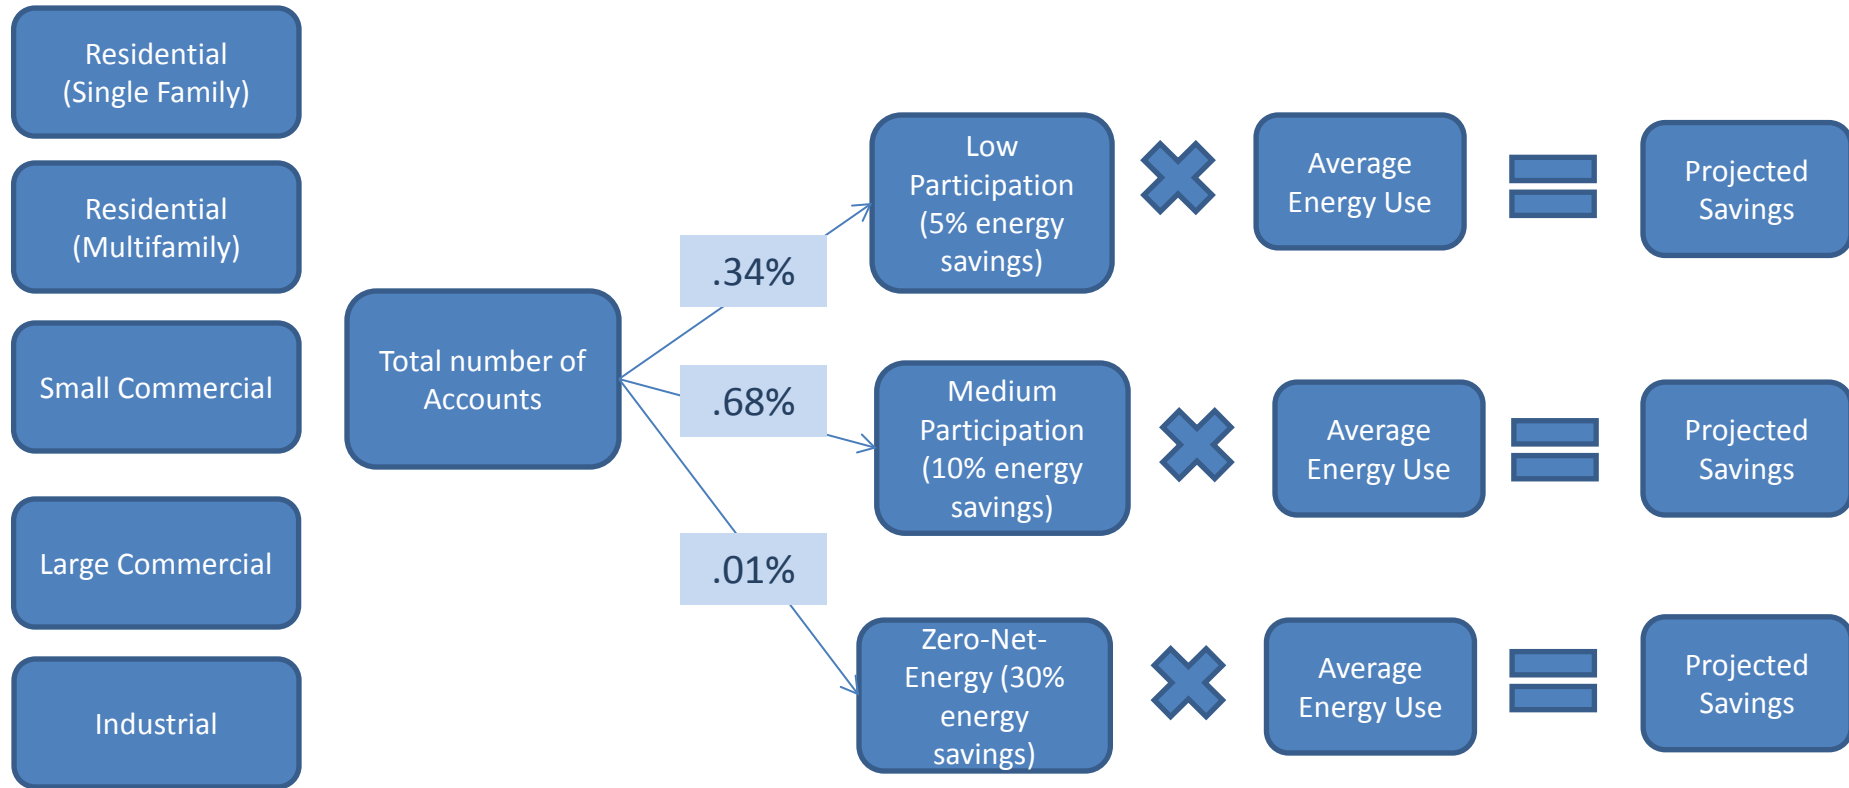 Residential
(Single Family)
Residential
(Multifamily)
Small Commercial
Large Commercial
Industrial
Total number of
Accounts
.34%
.68%
.01%
Low
Participation
(5% energy
savings)
Average
Energy Use
Projected
Savings
Medium
Participation
(10% energy
savings)
Average
Energy Use
Projected
Savings
Zero-Net-
Energy (30%
energy
savings)
Average
Energy Use
Projected
Savings